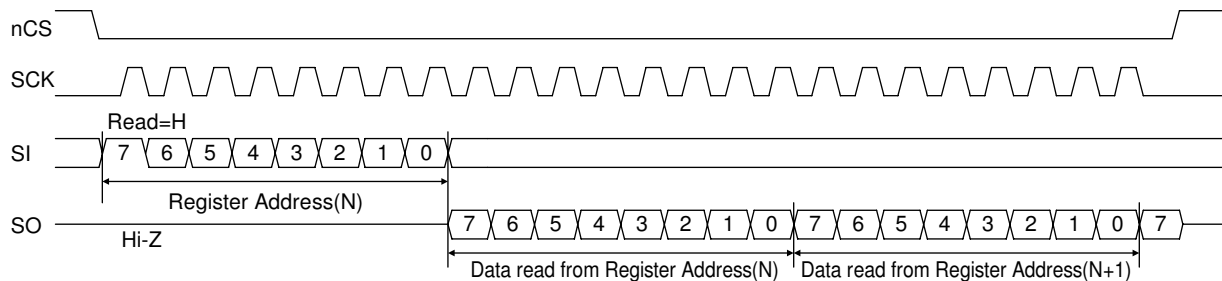 nCS
SCK
Read=H
SI 7 6 5 4 3 2 1 0
Register Address(N)
SO 7 6 5 4 3 2 1 0 7 6 5 4 3 2 1 0 7
Hi-Z
Data read from Register Address(N) Data read from Register Address(N+1)